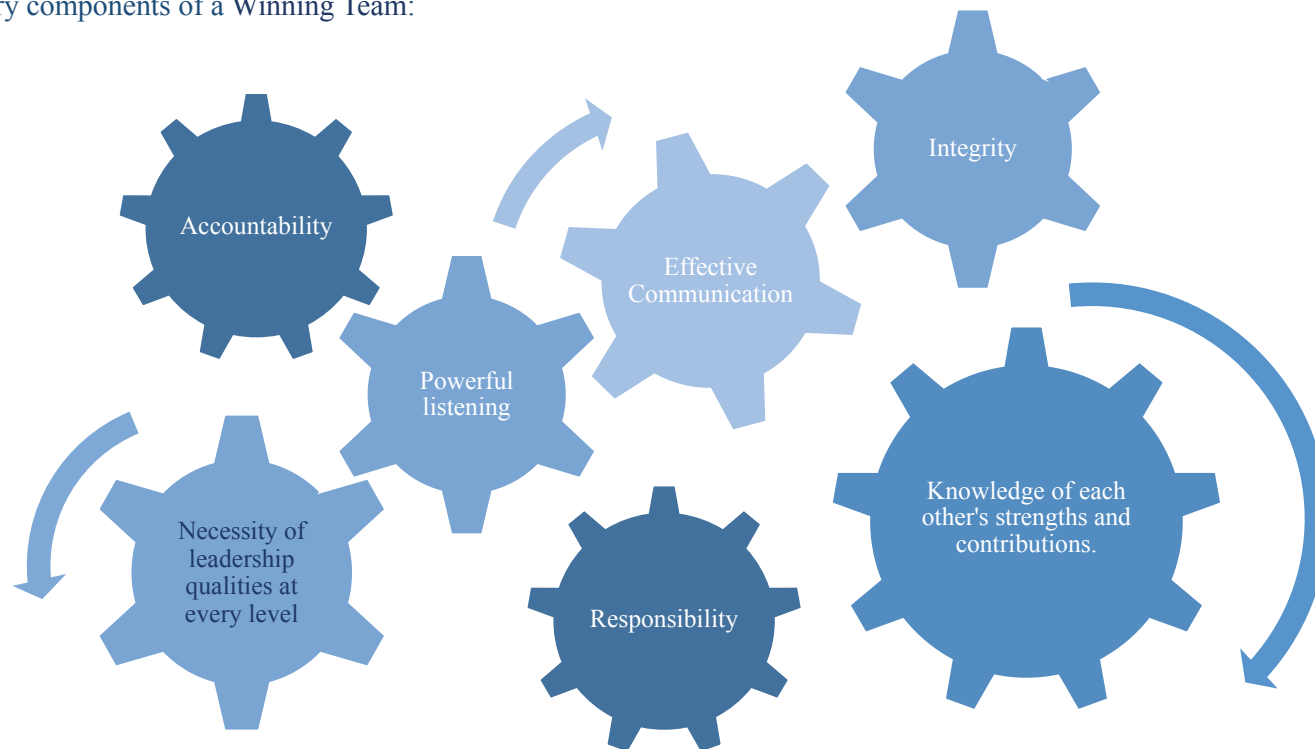 components of a Winning Team:
Integrity
Accountability
Effective
Communication
Powerful
listening
Knowledge of each
other's strengths and
contributions.
Necessity of
leadership
qualities at
every level
Responsibility